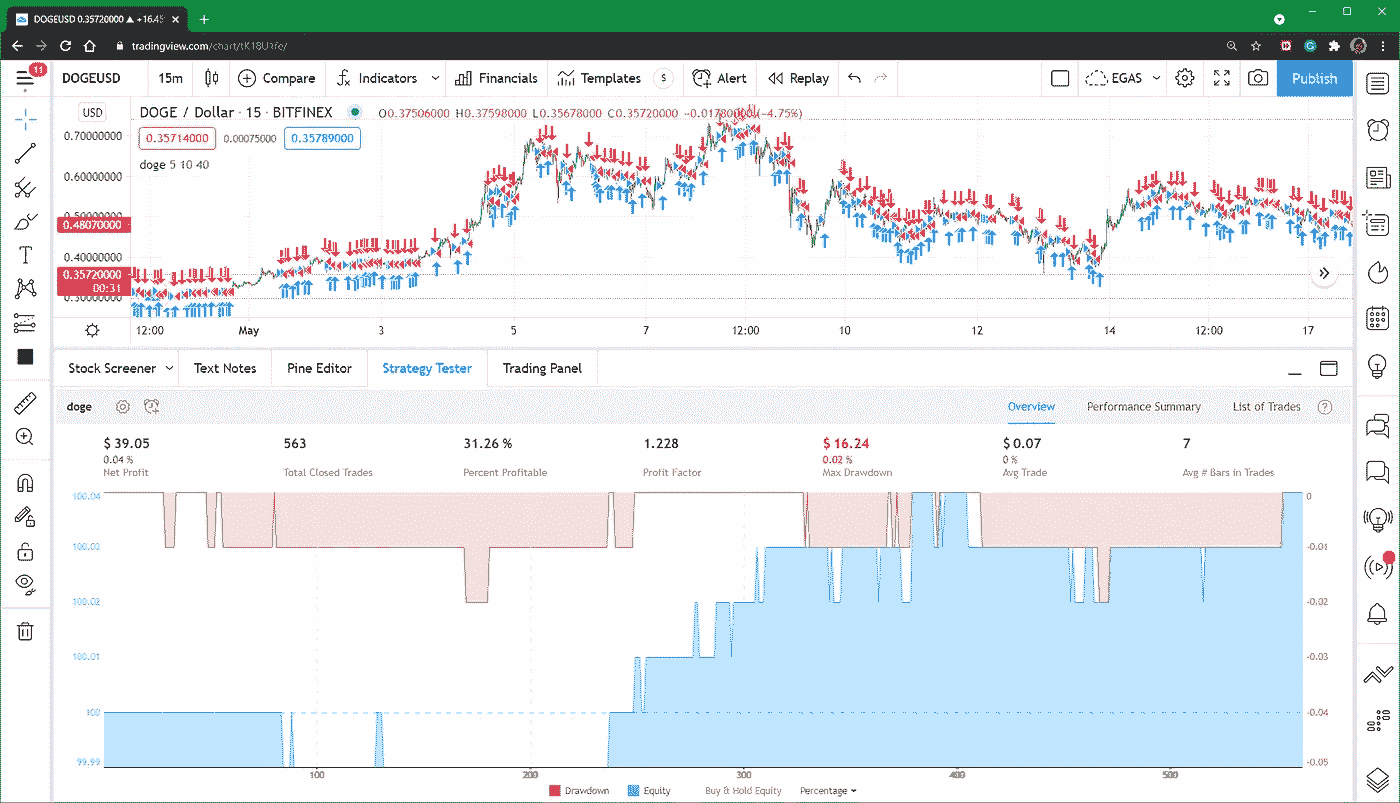 DOGEUSD 0.35720000 ▲ +16.45
tradingview.com/chart/
11
DOGEUSD 15m Compare Indicators Financials Templates S Alert Replay EGAS Publish
USD
DOGE / Dollar · 15 · BITFINEX
O0.37506000 H0.37598000 L0.35678000 C0.35720000 -0.01780000 (-4.75%)
0.35714000 0.00075000 0.35789000
doge 5 10 40
0.70000000
0.60000000
0.50000000
0.48070000
0.40000000
0.35720000
00:31
0.30000000
12:00 May 3 5 7 12:00 10 12 14 12:00 17
Stock Screener Text Notes Pine Editor Strategy Tester Trading Panel
doge
Overview Performance Summary List of Trades ?
$ 39.05 563 31.26 % 1.228 $ 16.24 $ 0.07 7
0.04 % 0.02 % 0 %
Net Profit Total Closed Trades Percent Profitable Profit Factor Max Drawdown Avg Trade Avg # Bars in Trades
100.04 0
100.03 -0.01
100.02 -0.02
100.01 -0.03
100 -0.04
99.99 -0.05
100 200 300 400 500
Drawdown Equity Buy & Hold Equity Percentage